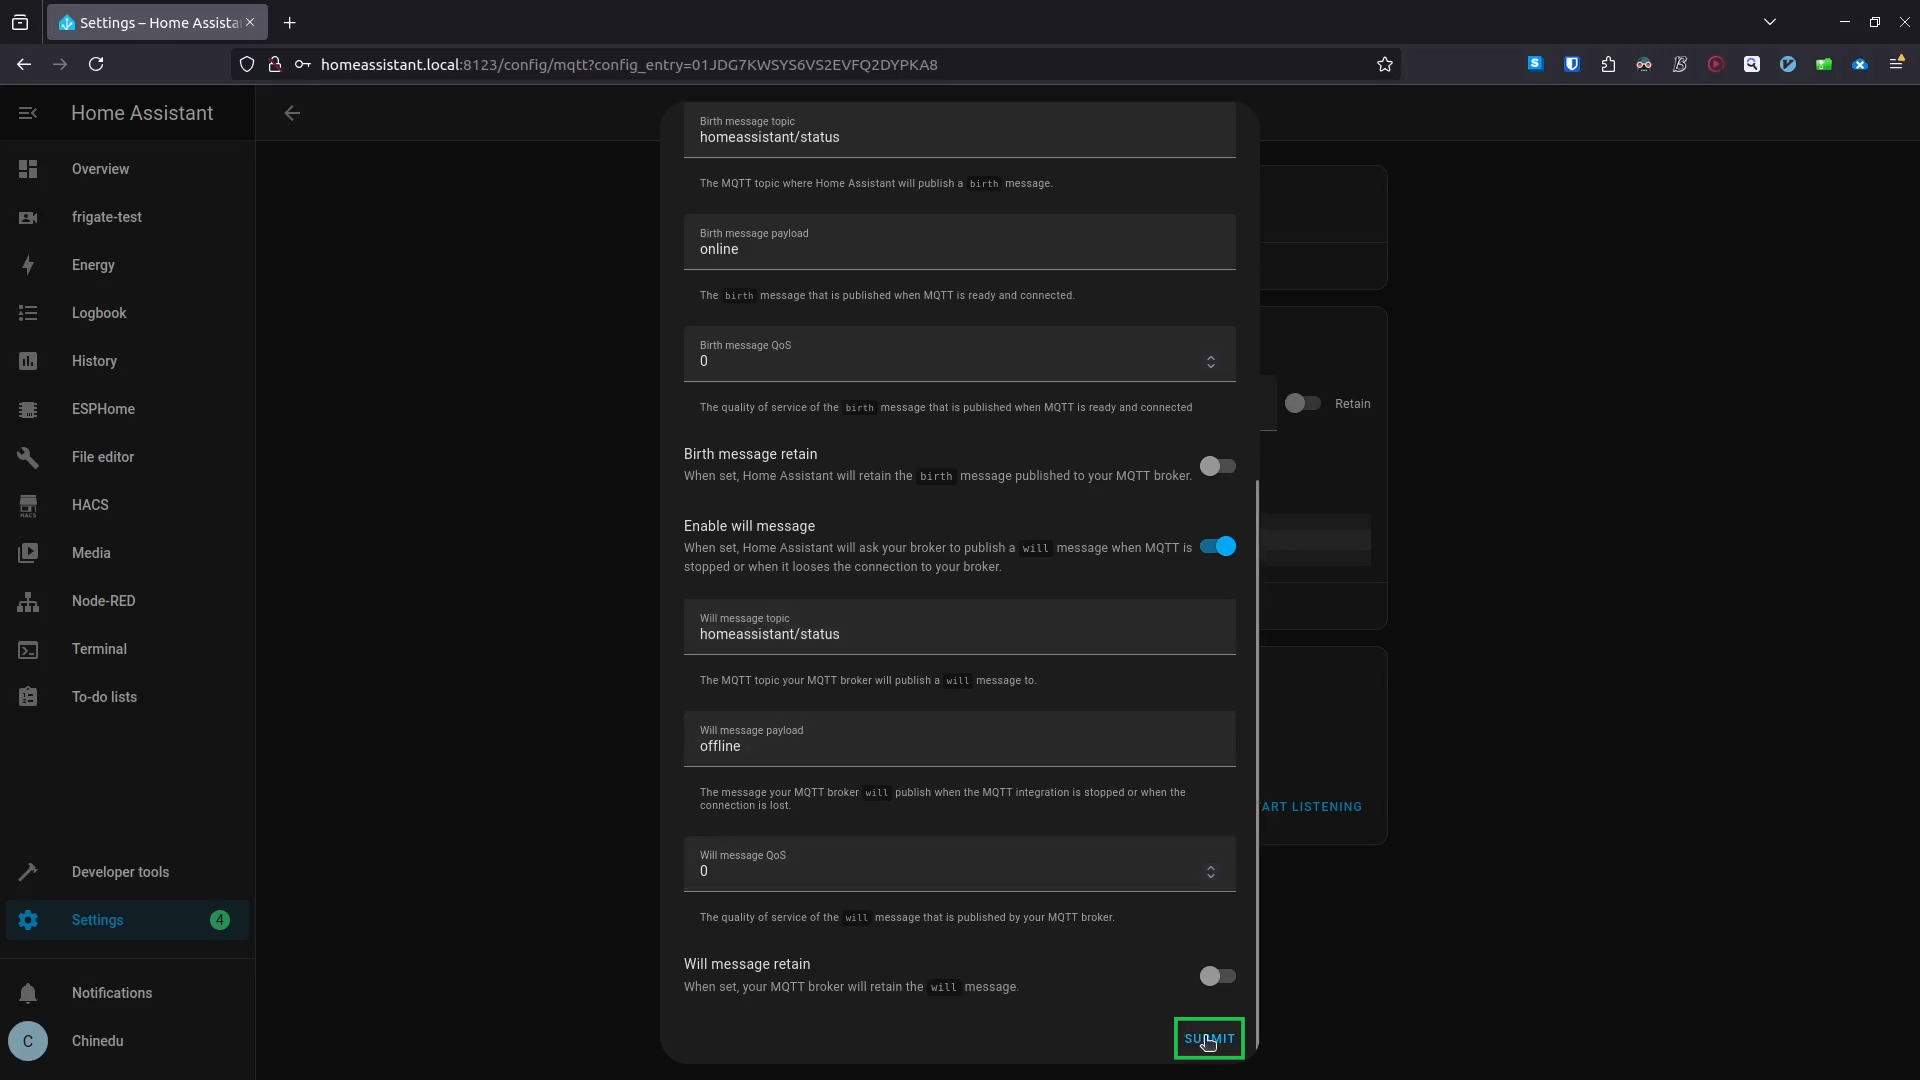 Settings – Home Assista
homeassistant.local:8123/config/mqtt?config_entry=01JDG7KWSYS6VS2EVFQ2DYPKA8
Home Assistant
Overview
frigate-test
Energy
Logbook
History
ESPHome
File editor
HACS
HACS
Media
Node-RED
Terminal
To-do lists
Developer tools
Settings
4
Notifications
C
Chinedu
Birth message topic
homeassistant/status
The MQTT topic where Home Assistant will publish a birth message.
Birth message payload
online
The birth message that is published when MQTT is ready and connected.
Birth message QoS
0
The quality of service of the birth message that is published when MQTT is ready and connected
Birth message retain
When set, Home Assistant will retain the birth message published to your MQTT broker.
Enable will message
When set, Home Assistant will ask your broker to publish a will message when MQTT is
stopped or when it looses the connection to your broker.
Will message topic
homeassistant/status
The MQTT topic your MQTT broker will publish a will message to.
Will message payload
offline
The message your MQTT broker will publish when the MQTT integration is stopped or when the
connection is lost.
Will message QoS
0
The quality of service of the will message that is published by your MQTT broker.
Will message retain
When set, your MQTT broker will retain the will message.
SUBMIT
Retain
ART LISTENING